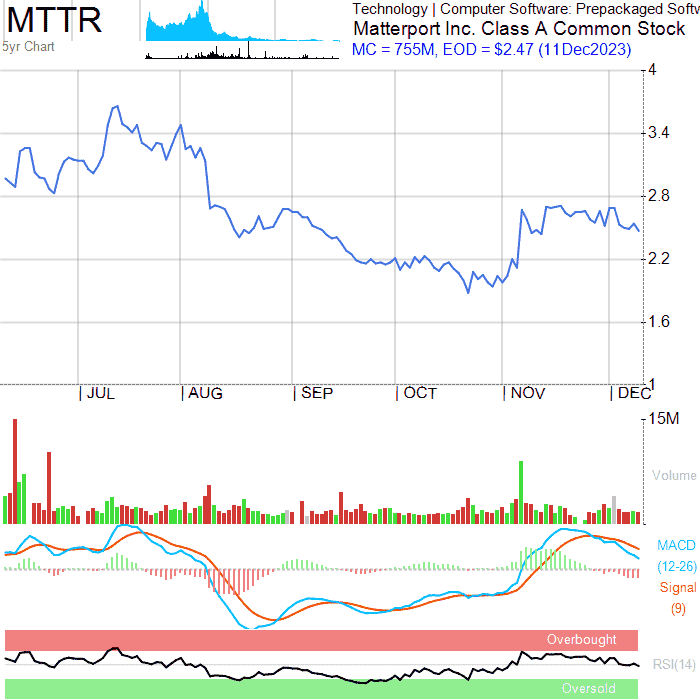 MTTR
5yr Chart
Technology | Computer Software: Prepackaged Softw
Matterport Inc. Class A Common Stock
MC = 755M, EOD = $2.47 (11Dec2023)
4
3.4
2.8
2.2
1.6
1
JUL
AUG
SEP
OCT
NOV
DEC
15M
Volume
MACD
(12-26)
Signal
(9)
Overbought
RSI(14)
Oversold